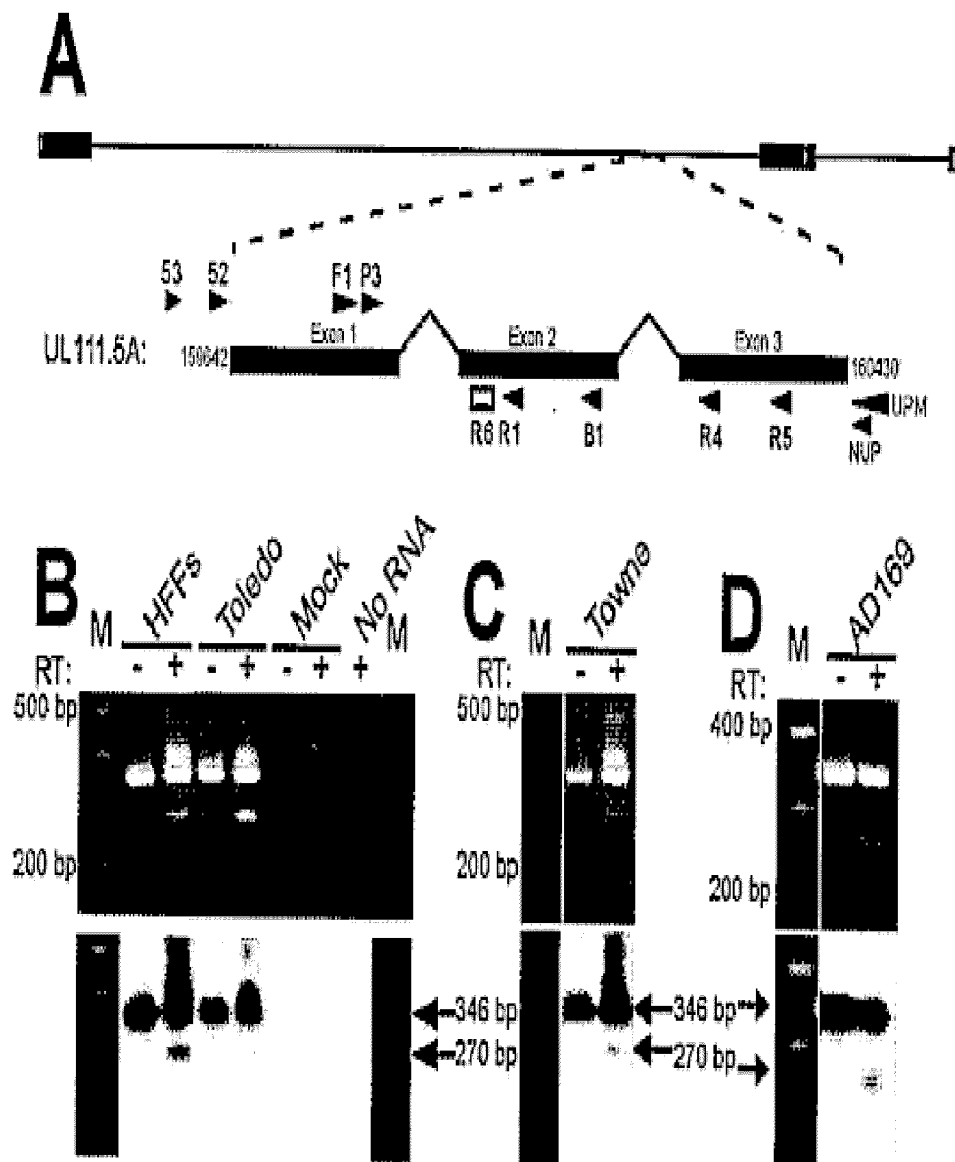 A
53 52 F1 P3
UL111.5A: 159642 Exon 1 Exon 2 Exon 3 160430
R6 R1 B1 R4 R5 UPM
NUP
B
HFFs Toledo Mock No RNA
M M
RT: - + - + - + +
500 bp
200 bp
346 bp
270 bp
C
Towne
M
RT: - +
500 bp
200 bp
346 bp
270 bp
D
AD169
M
RT: - +
400 bp
200 bp